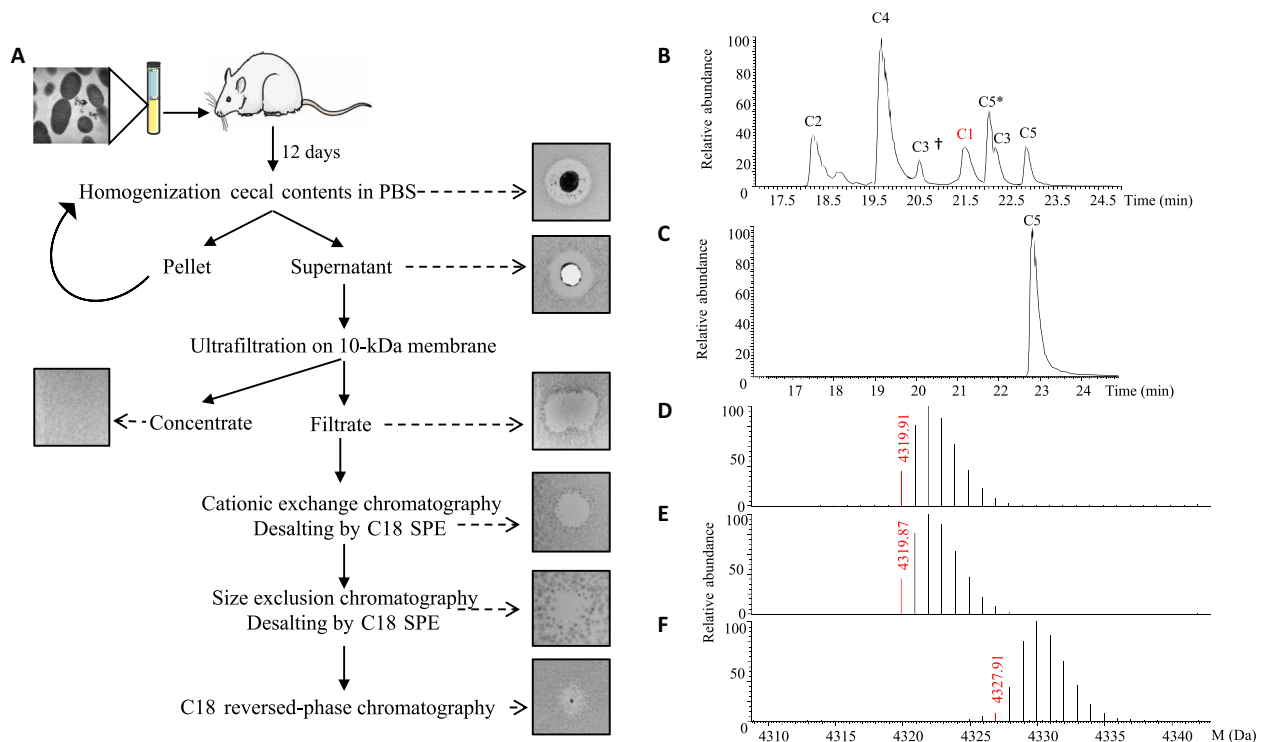 A
12 days
Homogenization cecal contents in PBS
Pellet
Supernatant
Ultrafiltration on 10-kDa membrane
Concentrate
Filtrate
Cationic exchange chromatography
Desalting by C18 SPE
Size exclusion chromatography
Desalting by C18 SPE
C18 reversed-phase chromatography
B
Relative abundance
100
80
60
40
20
0
C2
C4
C3 †
C1
C5*
C3
C5
17.5 18.5 19.5 20.5 21.5 22.5 23.5 24.5 Time (min)
C
Relative abundance
100
80
60
40
20
0
C5
17 18 19 20 21 22 23 24 Time (min)
D
100
50
0
4319.91
E
Relative abundance
100
50
0
4319.87
F
100
50
0
4327.91
4310 4315 4320 4325 4330 4335 4340 M (Da)